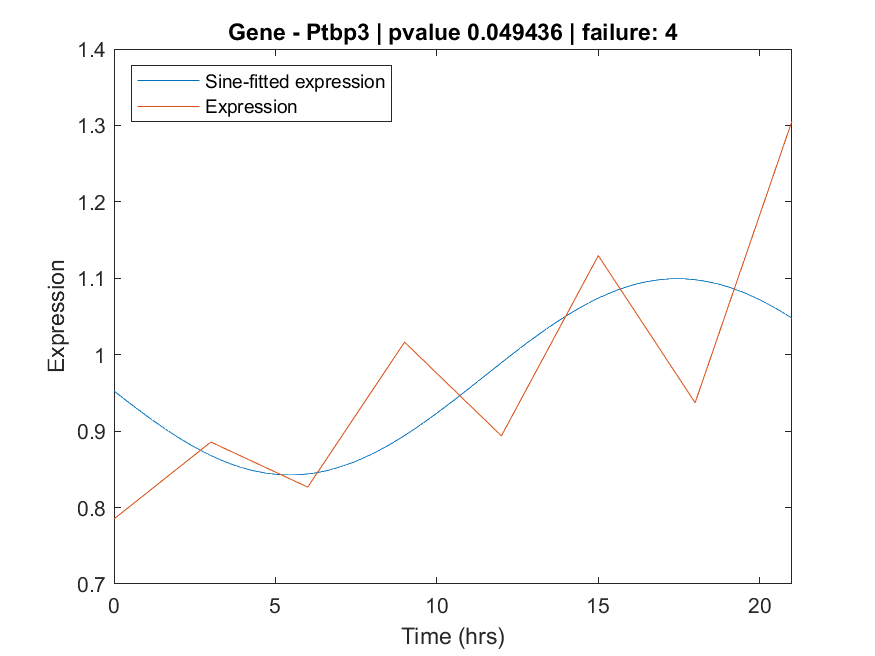 Gene - Ptbp3 | pvalue 0.049436 | failure: 4
1.4
1.3
1.2
1.1
1
0.9
0.8
0.7
Expression
Sine-fitted expression
Expression
0
5
10
15
20
Time (hrs)